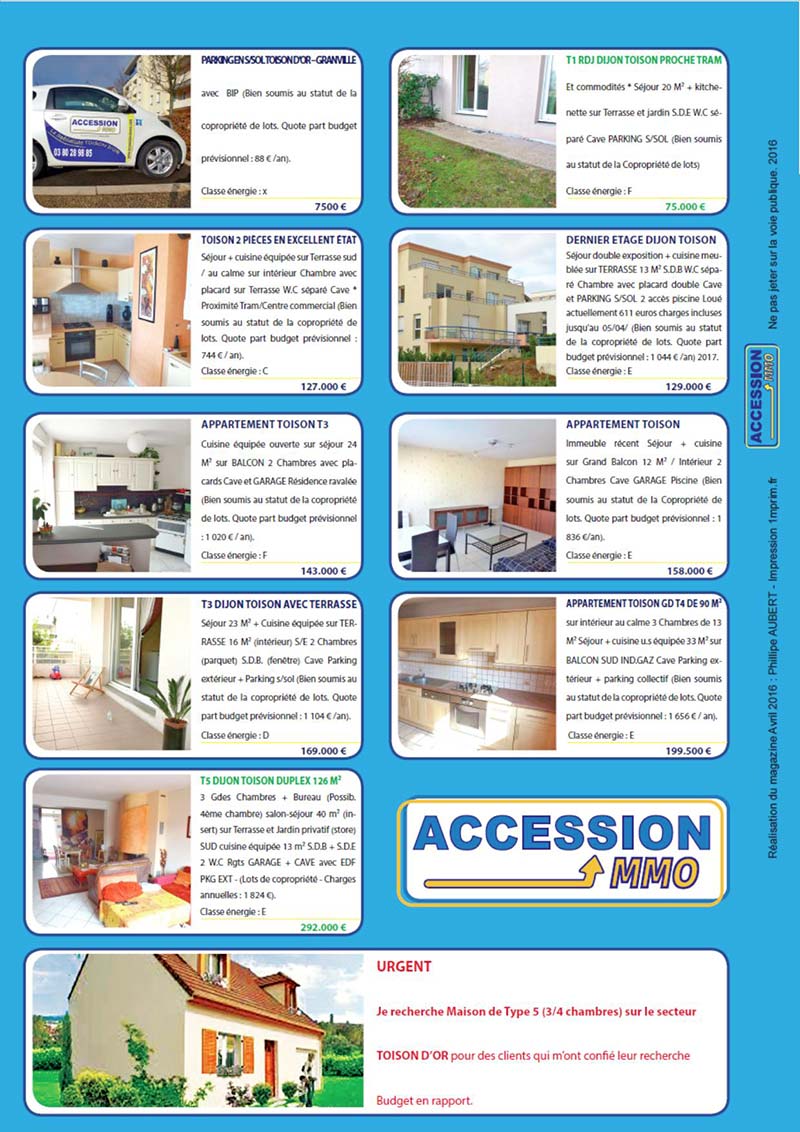 PARKING EN S/SOL TOISON D'OR – GRANVILLE
avec BIP (Bien soumis au statut de la
copropriété de lots. Quote part budget
prévisionnel : 88 € /an).
Classe énergie : x
7500 €
ACCESSION
MMO
03 80 28 98 85
T1 RDJ DIJON TOISON PROCHE TRAM
Et commodités * Séjour 20 M² + kitche-
nette sur Terrasse et jardin S.D.E W.C sé-
paré Cave PARKING S/SOL (Bien soumis
au statut de la Copropriété de lots)
Classe énergie : F
75.000 €
TOISON 2 PIÈCES EN EXCELLENT ÉTAT
Séjour + cuisine équipée sur Terrasse sud
/ au calme sur intérieur Chambre avec
placard sur Terrasse W.C séparé Cave *
Proximité Tram/Centre commercial (Bien
soumis au statut de la copropriété de
lots. Quote part budget prévisionnel :
744 € / an).
Classe énergie : C
127.000 €
DERNIER ETAGE DIJON TOISON
Séjour double exposition + cuisine meu-
blée sur TERRASSE 13 M² S.D.B W.C sépa-
ré Chambre avec placard double Cave
et PARKING S/SOL 2 accès piscine Loué
actuellement 611 euros charges incluses
jusqu'au 05/04/ (Bien soumis au statut
de la copropriété de lots. Quote part
budget prévisionnel : 1 044 € /an) 2017.
Classe énergie : E
129.000 €
APPARTEMENT TOISON T3
Cuisine équipée ouverte sur séjour 24
M² sur BALCON 2 Chambres avec pla-
cards Cave et GARAGE Résidence ravalée
(Bien soumis au statut de la copropriété
de lots. Quote part budget prévisionnel
: 1 020 € / an).
Classe énergie : F
143.000 €
APPARTEMENT TOISON
Immeuble récent Séjour + cuisine
sur Grand Balcon 12 M² / Intérieur 2
Chambres Cave GARAGE Piscine (Bien
soumis au statut de la Copropriété de
lots. Quote part budget prévisionnel : 1
836 €/an).
Classe énergie : E
158.000 €
T3 DIJON TOISON AVEC TERRASSE
Séjour 23 M² + Cuisine équipée sur TER-
RASSE 16 M² (intérieur) S/E 2 Chambres
(parquet) S.D.B. (fenêtre) Cave Parking
extérieur + Parking s/sol (Bien soumis au
statut de la copropriété de lots. Quote
part budget prévisionnel : 1 104 € /an).
Classe énergie : D
169.000 €
APPARTEMENT TOISON GD T4 DE 90 M²
sur intérieur au calme 3 Chambres de 13
M² Séjour + cuisine u.s équipée 33 M² sur
BALCON SUD IND.GAZ Cave Parking ex-
térieur + parking collectif (Bien soumis
au statut de la copropriété de lots. Quote
part budget prévisionnel : 1 656 € / an).
Classe énergie : E
199.500 €
T5 DIJON TOISON DUPLEX 126 M²
3 Gdes Chambres + Bureau (Possib.
4ème chambre) salon-séjour 40 m² (in-
sert) sur Terrasse et Jardin privatif (store)
SUD cuisine équipée 13 m² S.D.B + S.D.E
2 W.C Rgts GARAGE + CAVE avec EDF
PKG EXT - (Lots de copropriété - Charges
annuelles : 1 824 €).
Classe énergie : E
292.000 €
ACCESSION
MMO
URGENT
Je recherche Maison de Type 5 (3/4 chambres) sur le secteur
TOISON D'OR pour des clients qui m'ont confié leur recherche
Budget en rapport.
Ne pas jeter sur la voie publique. 2016
ACCESSION
MMO
Réalisation du magazine Avril 2016 : Phillipe AUBERT - Impression 1mprim.fr